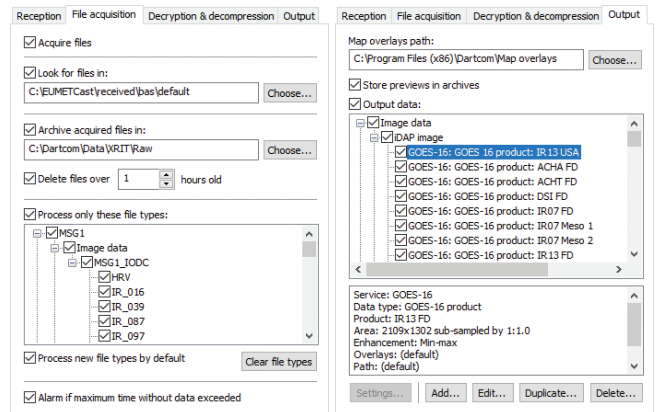 Reception File acquisition Decryption & decompression Output
Acquire files
Look for files in:
C:\EUMETCast\received\bas\default
Choose...
Archive acquired files in:
C:\Dartcom\Data\XRIT\Raw
Choose...
Delete files over 1 hours old
Process only these file types:
MSG1
Image data
MSG1_IODC
HRV
IR_016
IR_039
IR_087
IR_097
Process new file types by default
Clear file types
Alarm if maximum time without data exceeded
Reception File acquisition Decryption & decompression Output
Map overlays path:
C:\Program Files (x86)\Dartcom\Map overlays
Choose...
Store previews in archives
Output data:
Image data
iDAP image
GOES-16: GOES 16 product: IR13 USA
GOES-16: GOES-16 product: ACHA FD
GOES-16: GOES-16 product: ACHT FD
GOES-16: GOES-16 product: DSI FD
GOES-16: GOES-16 product: IR07 FD
GOES-16: GOES-16 product: IR07 Meso 1
GOES-16: GOES-16 product: IR07 Meso 2
GOES-16: GOES-16 product: IR13 FD
Service: GOES-16
Data type: GOES-16 product
Product: IR13 FD
Area: 2109x1302 sub-sampled by 1:1.0
Enhancement: Min-max
Overlays: (default)
Path: (default)
Settings... Add... Edit... Duplicate... Delete...